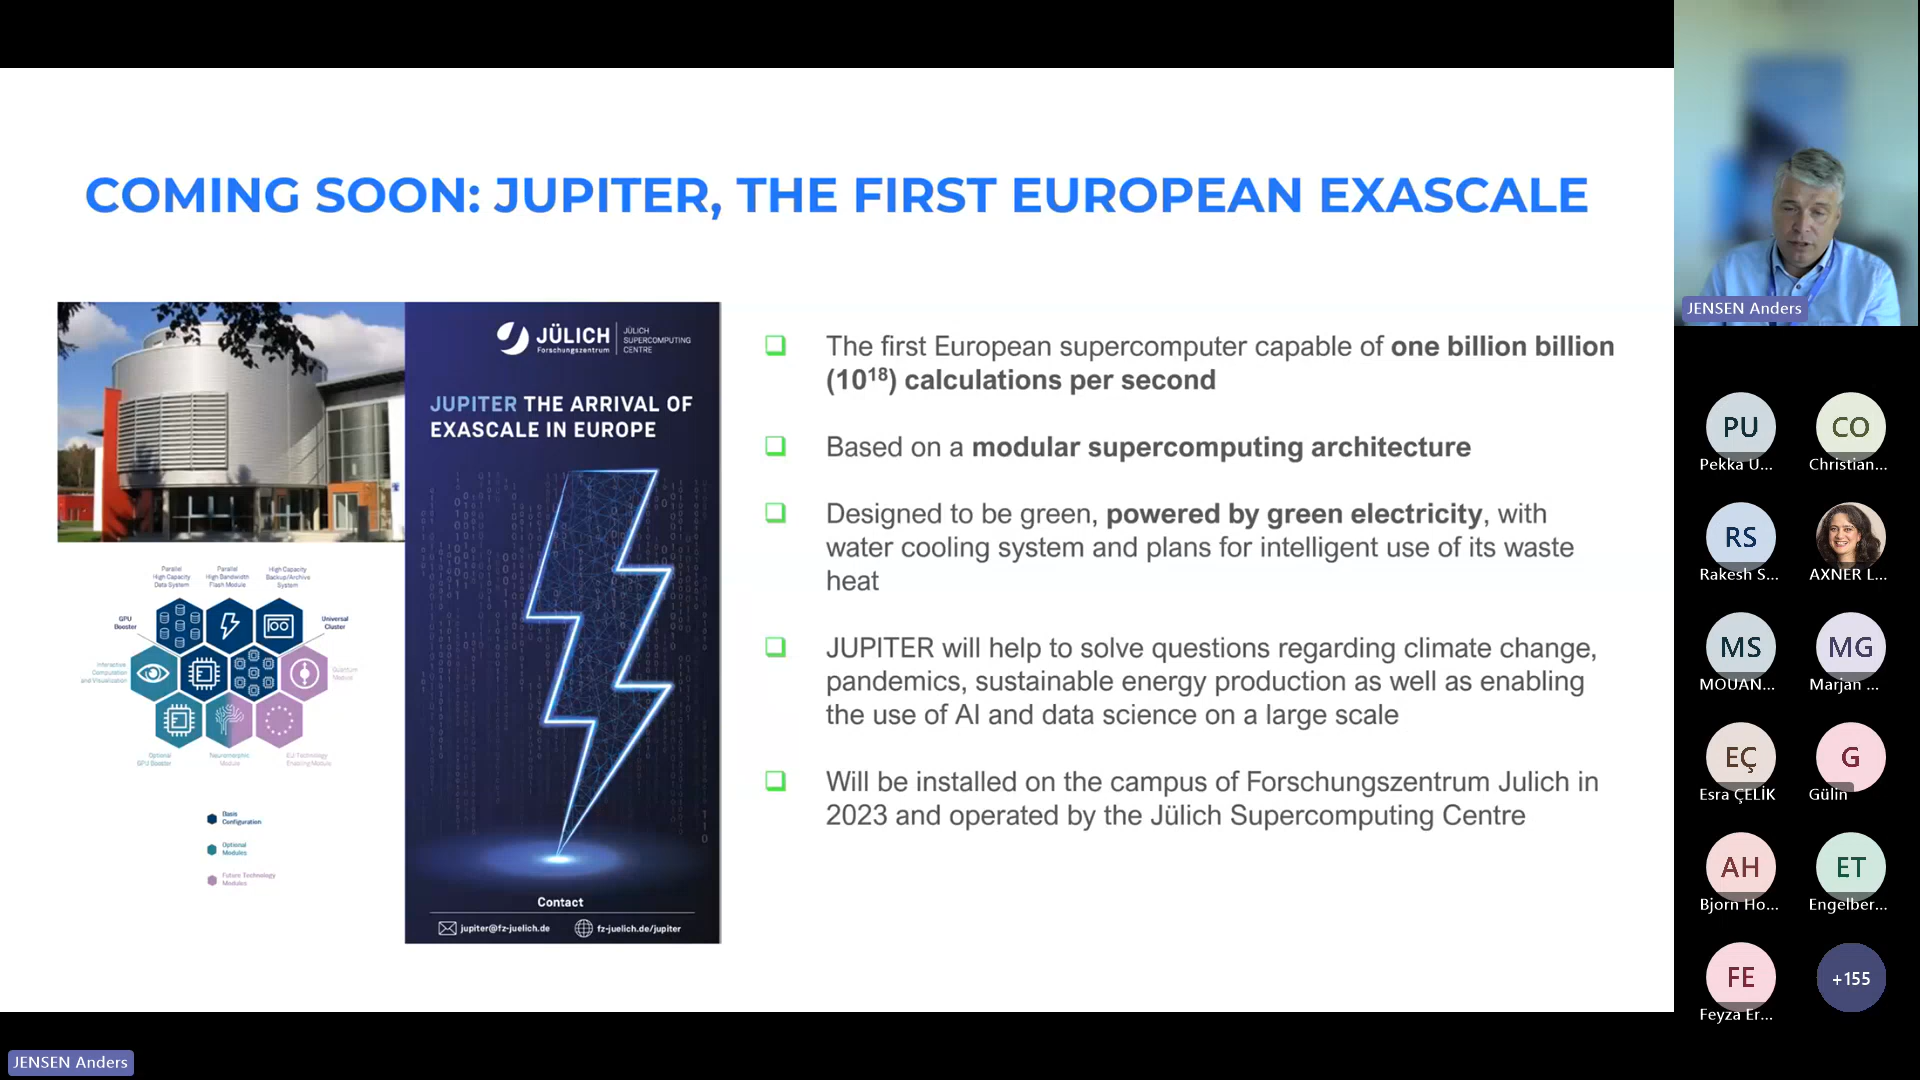 COMING SOON: JUPITER, THE FIRST EUROPEAN EXASCALE
JÜLICH
Forschungszentrum
JÜLICH
SUPERCOMPUTING
CENTRE
JUPITER THE ARRIVAL OF
EXASCALE IN EUROPE
Contact
jupiter@fz-juelich.de
fz-juelich.de/jupiter
Parallel
High Capacity
Data System
Parallel
High Bandwidth
Flash Module
High Capacity
Backup/Archive
System
GPU
Booster
Universal
Cluster
Interactive
Computation
and Visualization
Quantum
Module
Optional
GPU Booster
Neuromorphic
Module
EU Technology
Enabling Module
Basis
Configuration
Optional
Modules
Future Technology
Modules
The first European supercomputer capable of one billion billion
(10¹⁸) calculations per second
Based on a modular supercomputing architecture
Designed to be green, powered by green electricity, with
water cooling system and plans for intelligent use of its waste
heat
JUPITER will help to solve questions regarding climate change,
pandemics, sustainable energy production as well as enabling
the use of AI and data science on a large scale
Will be installed on the campus of Forschungszentrum Julich in
2023 and operated by the Jülich Supercomputing Centre
JENSEN Anders
PU
Pekka U...
CO
Christian...
RS
Rakesh S...
AXNER L...
MS
MOUAN...
MG
Marjan ...
EÇ
Esra ÇELİK
G
Gülin
AH
Bjorn Ho...
ET
Engelber...
FE
Feyza Er...
+155
JENSEN Anders